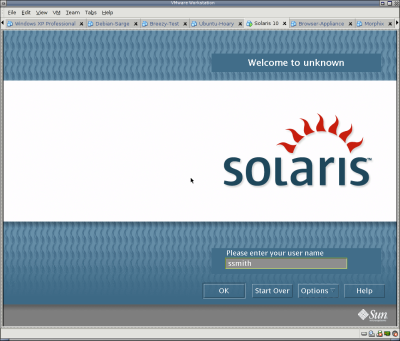 VMware Workstation
File Edit View VM Team Tabs Help
Windows XP Professional Debian-Sarge Breezy-Test Ubuntu-Hoary Solaris 10 Browser-Appliance Morphix
Welcome to unknown
solaris™
Please enter your user name
ssmith
OK Start Over Options Help
Sun